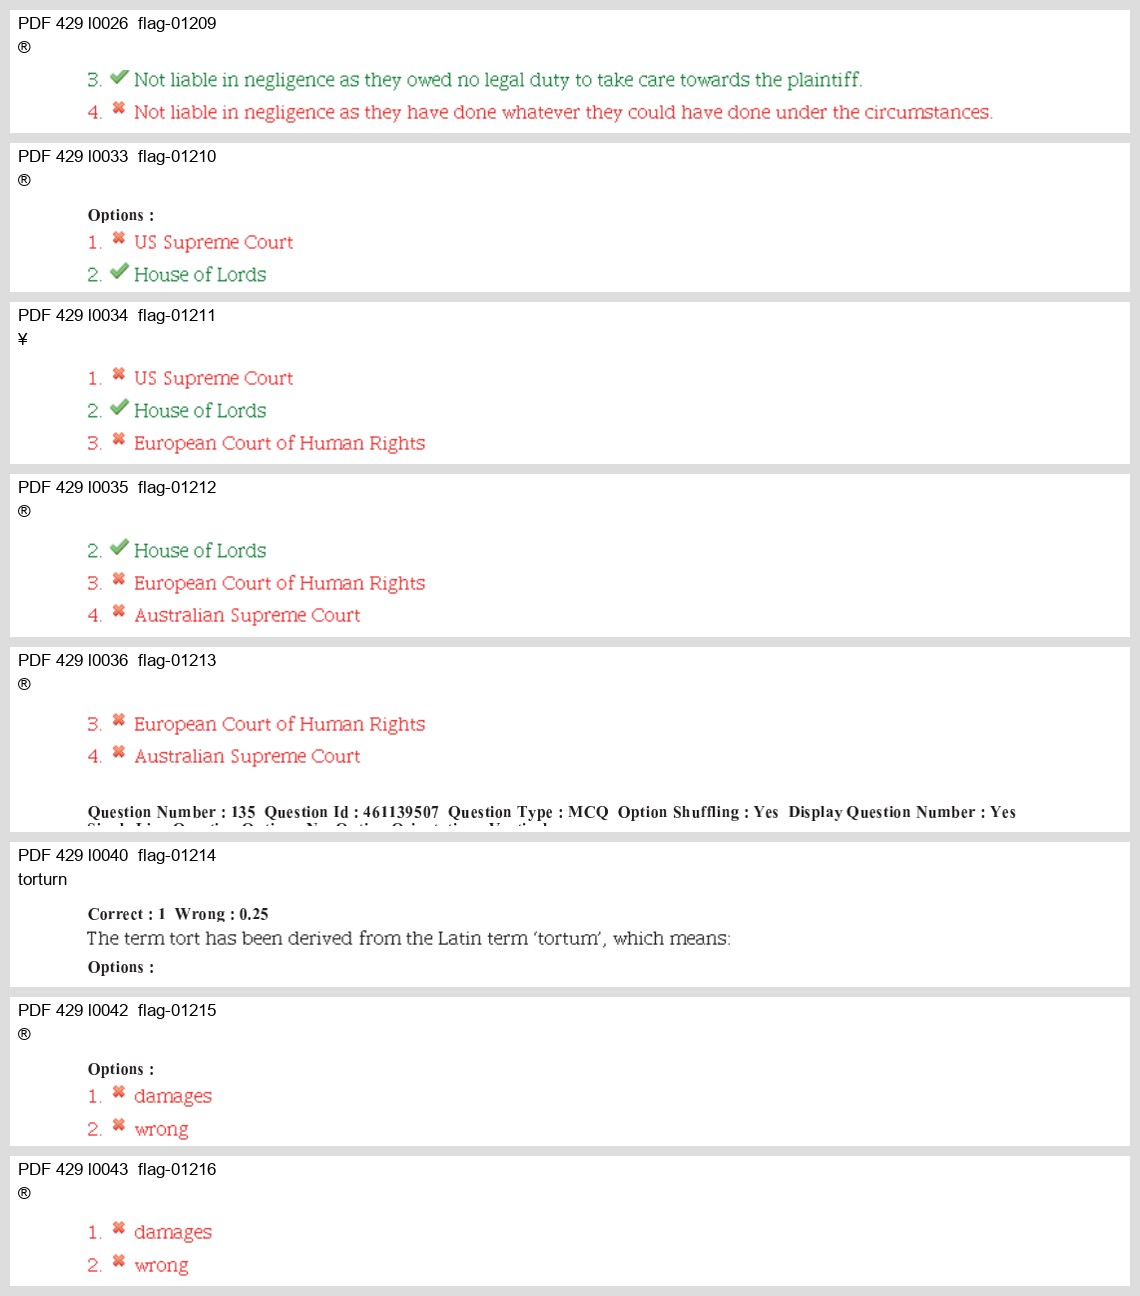 PDF 429 l0026 flag-01209
®
3. ✔ Not liable in negligence as they owed no legal duty to take care towards the plaintiff.
4. ✖ Not liable in negligence as they have done whatever they could have done under the circumstances.
PDF 429 l0033 flag-01210
®
Options :
1. ✖ US Supreme Court
2. ✔ House of Lords
PDF 429 l0034 flag-01211
¥
1. ✖ US Supreme Court
2. ✔ House of Lords
3. ✖ European Court of Human Rights
PDF 429 l0035 flag-01212
®
2. ✔ House of Lords
3. ✖ European Court of Human Rights
4. ✖ Australian Supreme Court
PDF 429 l0036 flag-01213
®
3. ✖ European Court of Human Rights
4. ✖ Australian Supreme Court
Question Number : 135 Question Id : 461139507 Question Type : MCQ Option Shuffling : Yes Display Question Number : Yes
PDF 429 l0040 flag-01214
torturn
Correct : 1 Wrong : 0.25
The term tort has been derived from the Latin term ‘tortum’, which means:
Options :
PDF 429 l0042 flag-01215
®
Options :
1. ✖ damages
2. ✖ wrong
PDF 429 l0043 flag-01216
®
1. ✖ damages
2. ✖ wrong